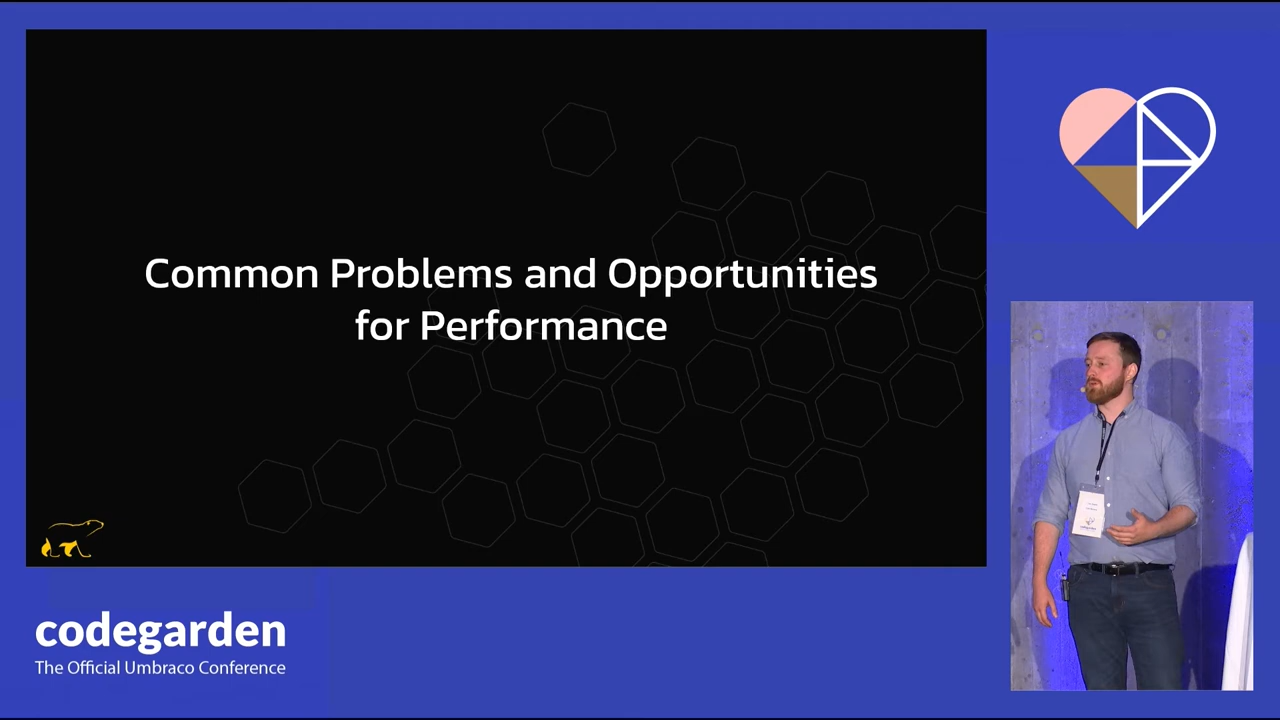 Common Problems and Opportunities
for Performance
codegarden
The Official Umbraco Conference